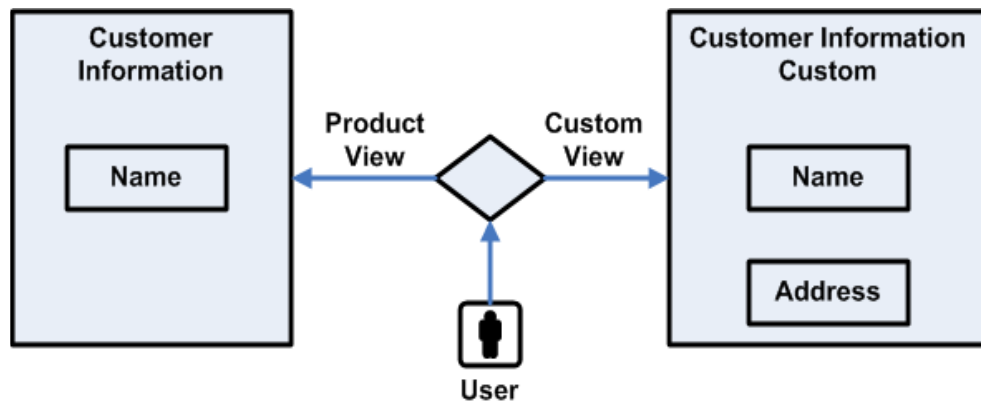 Customer
Information
Name
Product
View
Custom
View
Customer Information
Custom
Name
Address
User